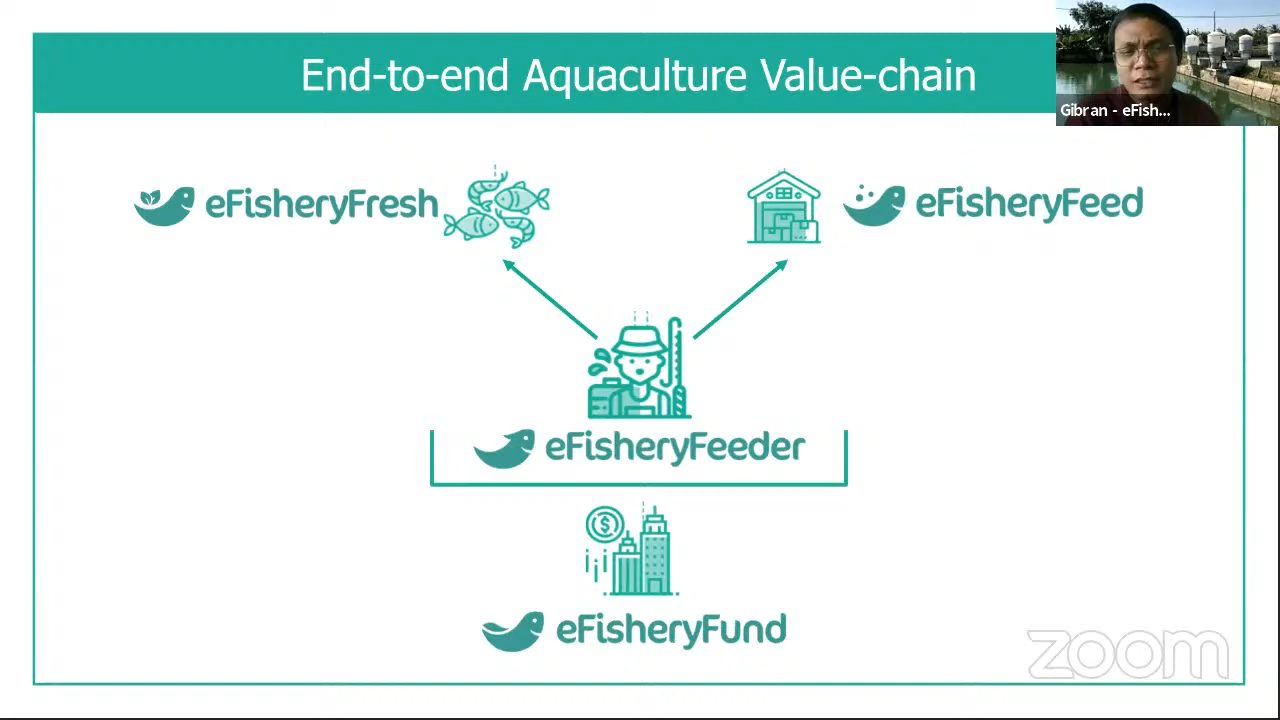 End-to-end Aquaculture Value-chain
Gibran - eFish...
eFisheryFresh
eFisheryFeed
eFisheryFeeder
$
eFisheryFund
zoom